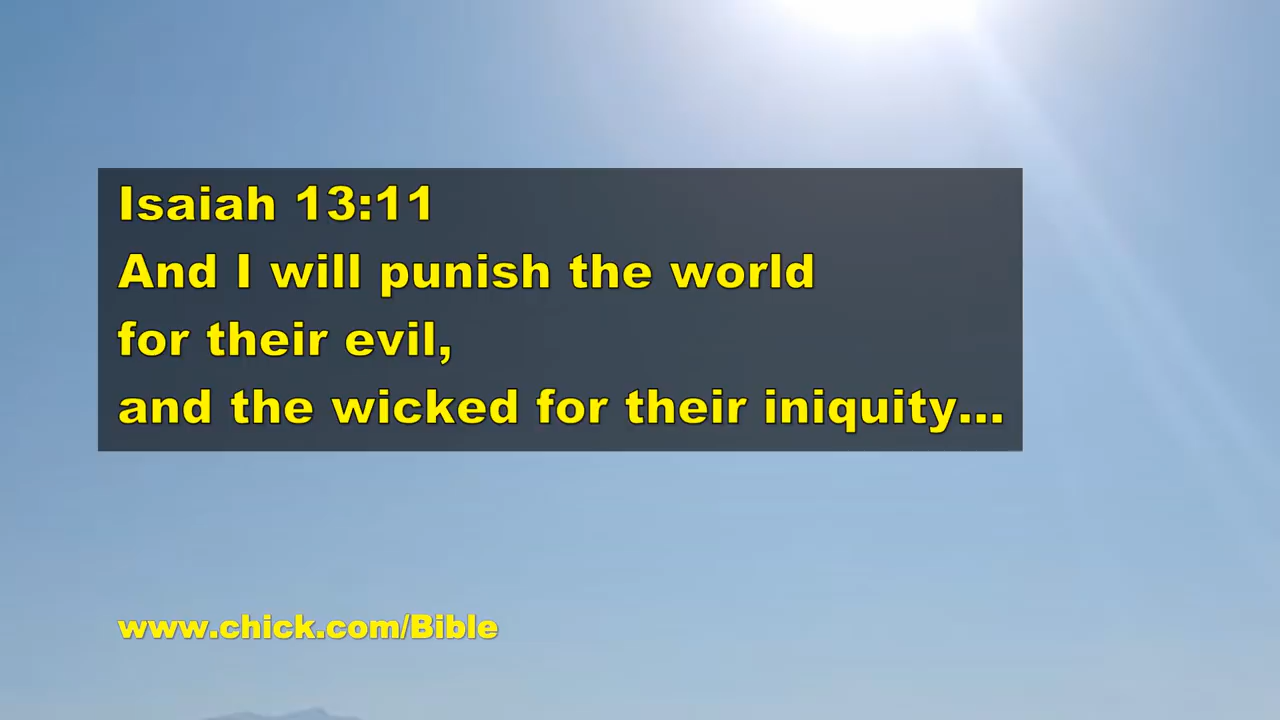 Isaiah 13:11
And I will punish the world
for their evil,
and the wicked for their iniquity...
www.chick.com/Bible